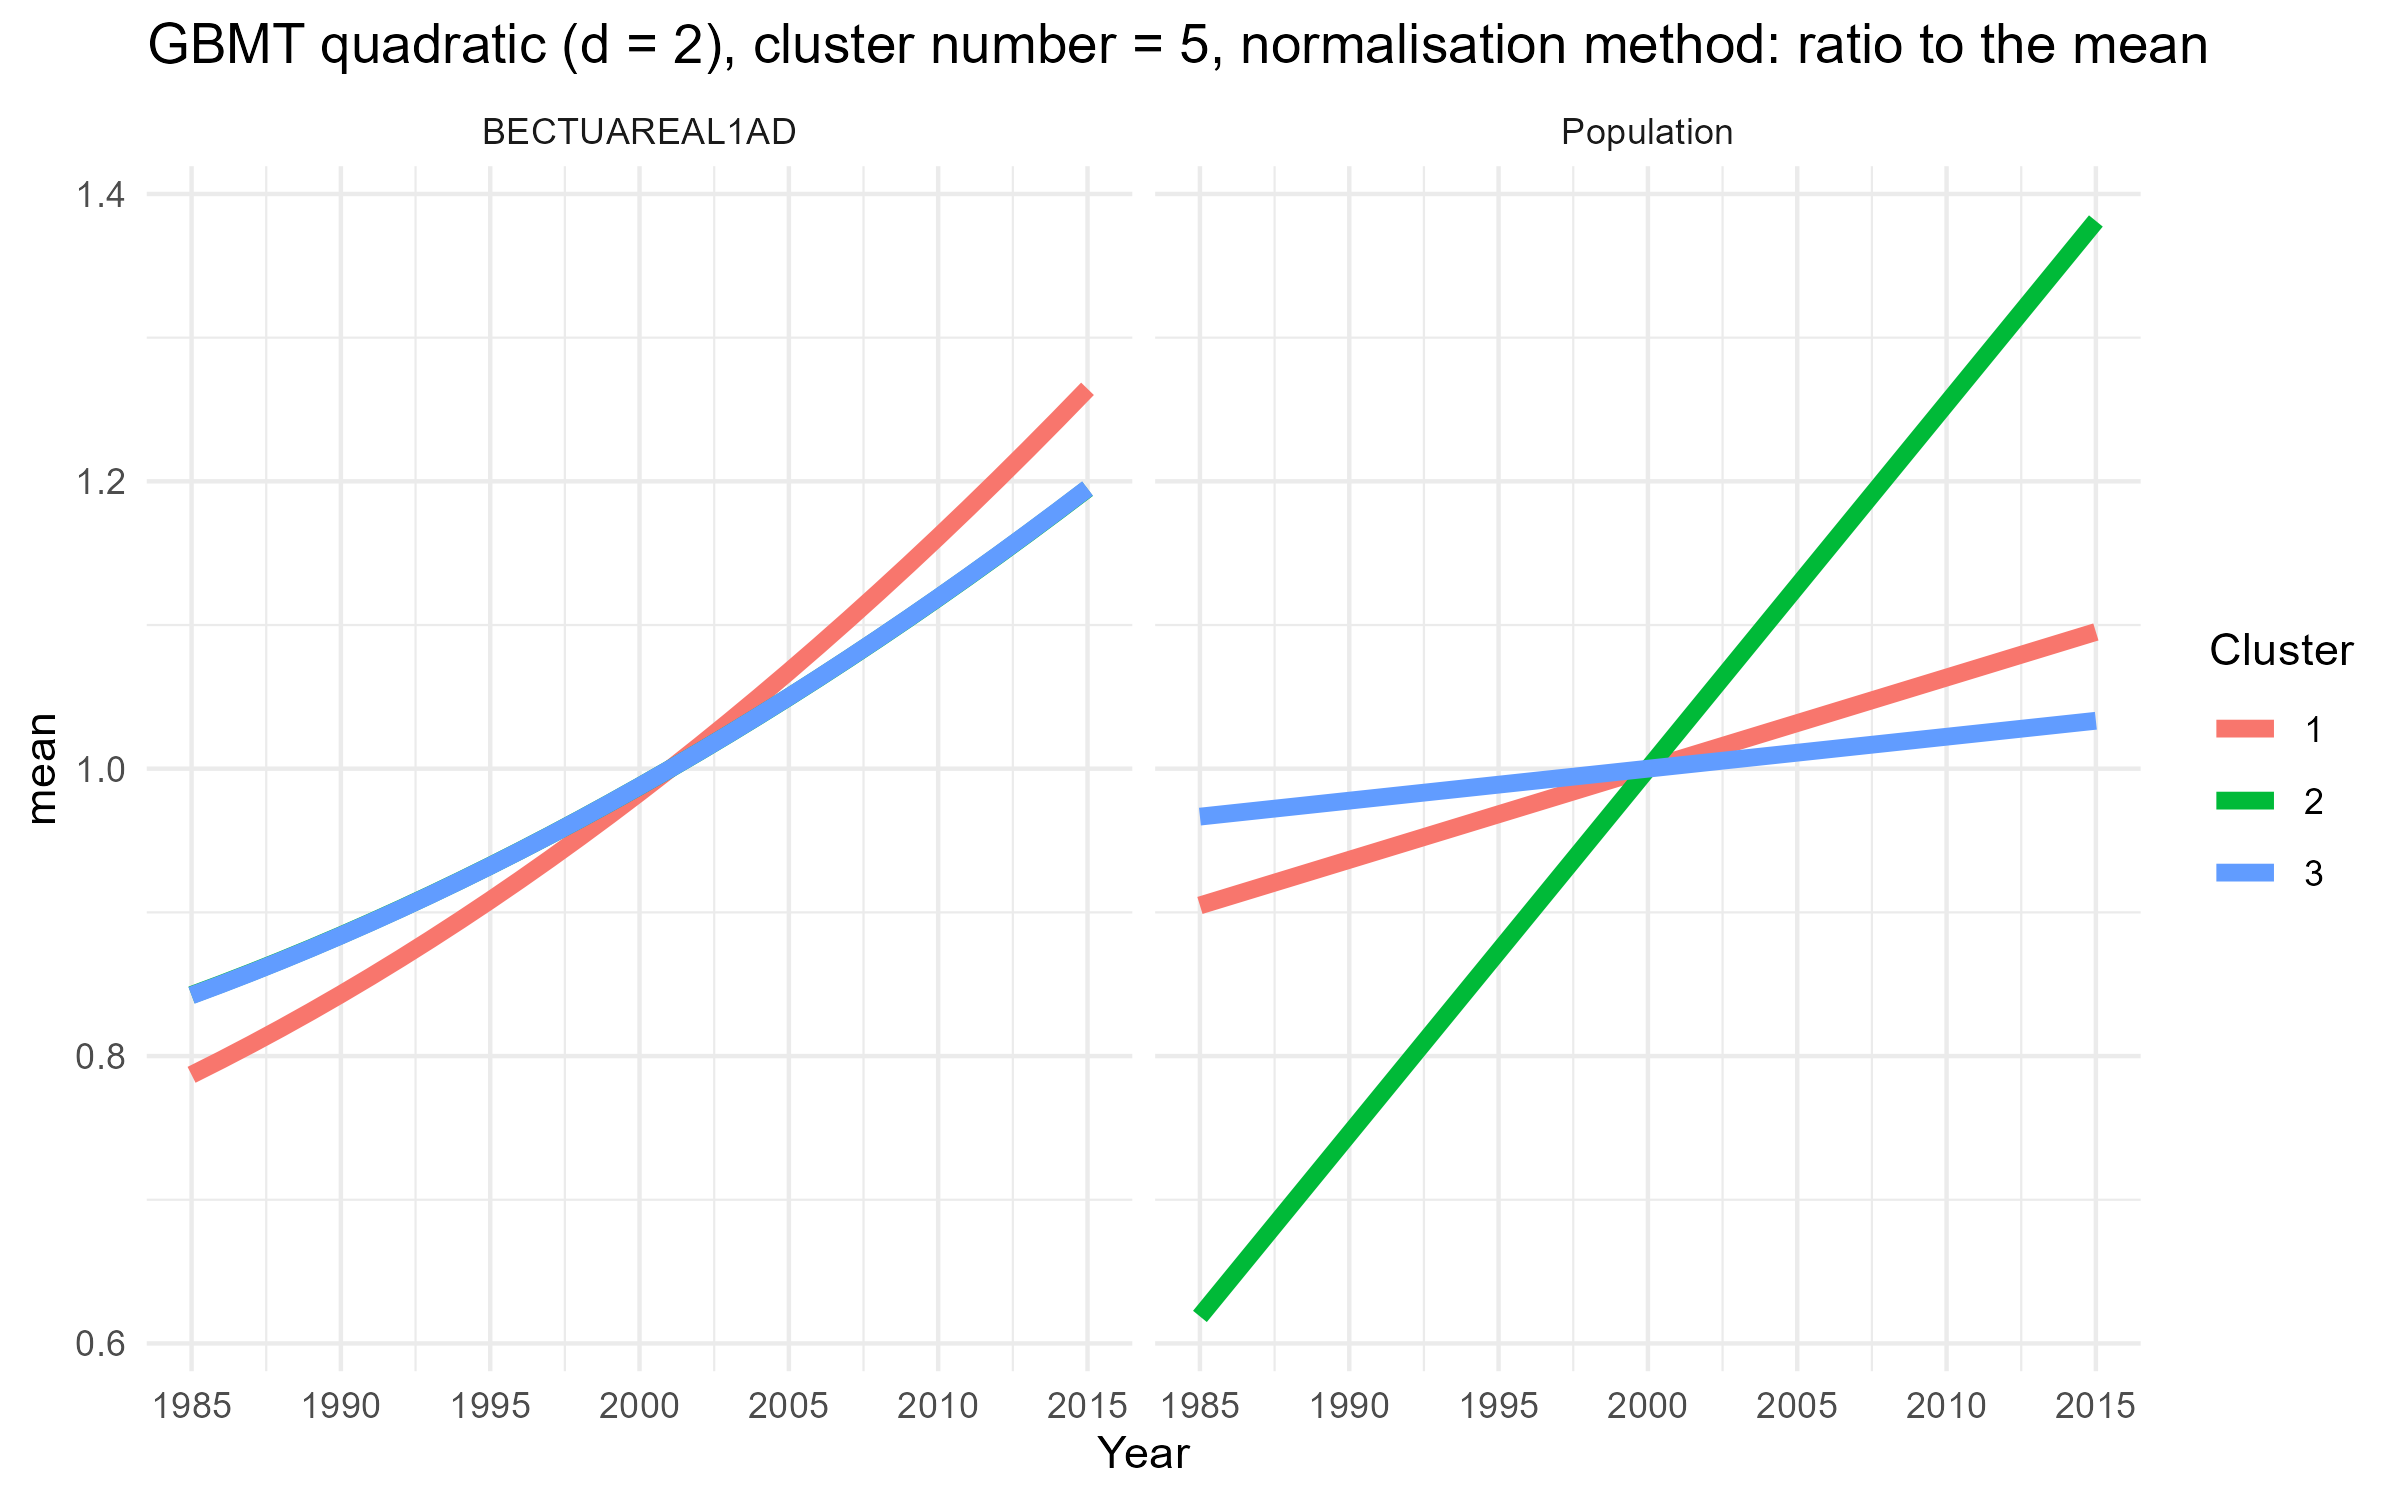 GBMT quadratic (d = 2), cluster number = 5, normalisation method: ratio to the mean
BECTUAREAL1AD
Population
1.4
1.2
1.0
0.8
0.6
mean
1985 1990 1995 2000 2005 2010 2015
1985 1990 1995 2000 2005 2010 2015
Year
Cluster
1
2
3